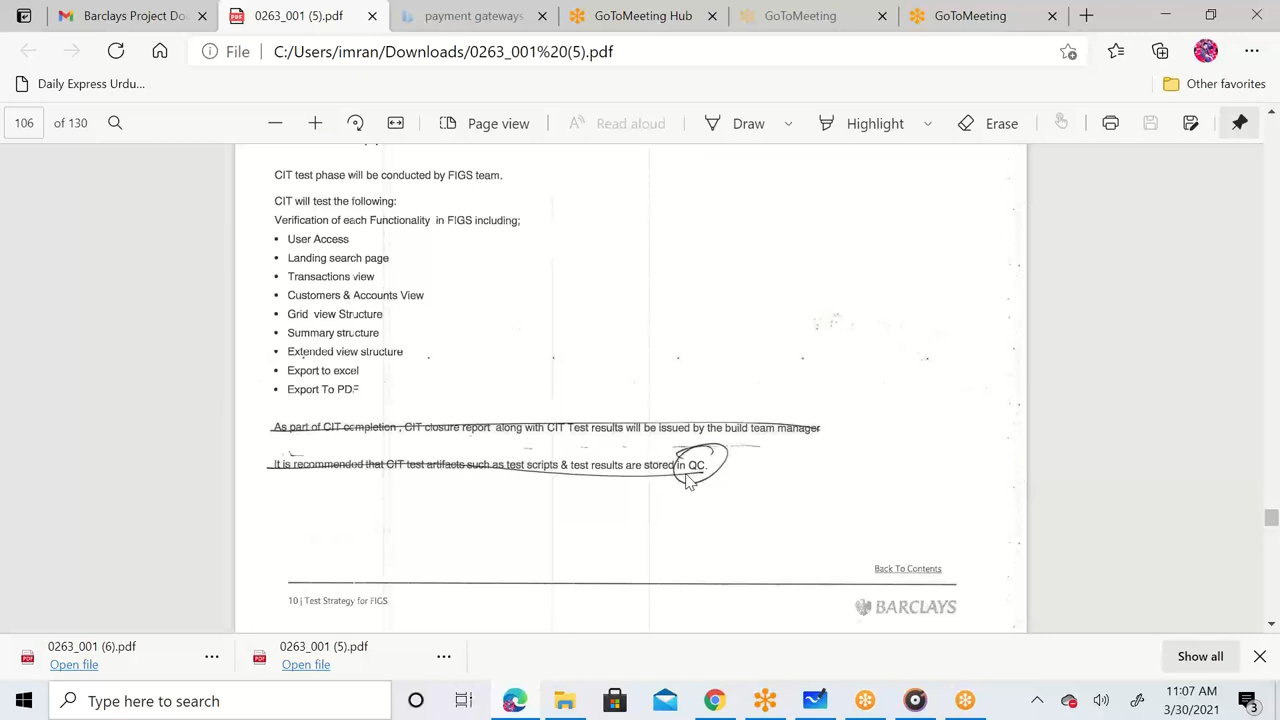 Barclays Project Do
0263_001 (5).pdf
payment gateways
Hourly Update
GoToMeeting
GoToMeeting
File
C:/Users/imran/Downloads/0263_001%20(5).pdf
Daily Express Urdu...
Other favorites
106 of 130
Page view
Read aloud
Draw
Highlight
Erase
CIT test phase will be conducted by FIGS team.
CIT will test the following:
Verification of each Functionality in FIGS including;
• User Access
• Landing search page
• Transactions view
• Customers & Accounts View
• Grid view Structure
• Summary structure
• Extended view structure
• Export to excel
• Export To PDF
As part of CIT completion , CIT closure report along with CIT Test results will be issued by the build team manager
It is recommended that CIT test artifacts such as test scripts & test results are stored in QC.
Back To Contents
10 | Test Strategy for FIGS
BARCLAYS
0263_001 (6).pdf
Open file
0263_001 (5).pdf
Open file
Show all
Type here to search
11:07 AM
3/30/2021
3